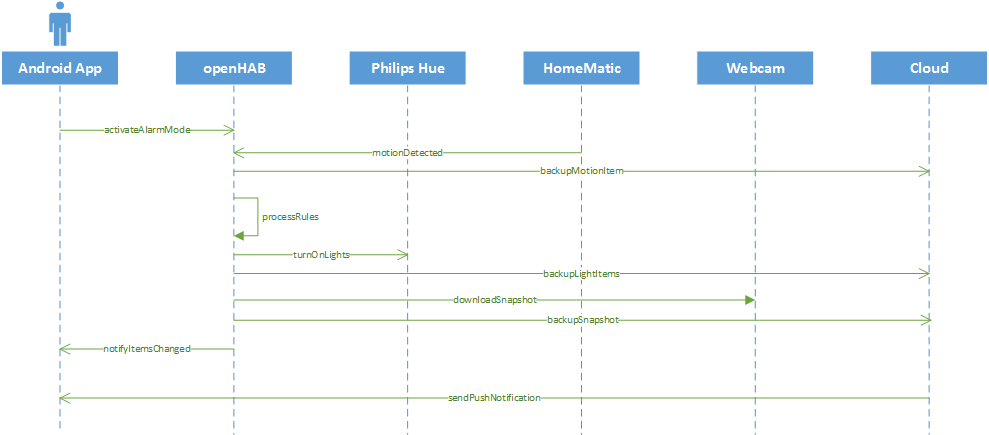 Android App
openHAB
Philips Hue
HomeMatic
Webcam
Cloud
activateAlarmMode
motionDetected
backupMotionItem
processRules
turnOnLights
backupLightItems
downloadSnapshot
backupSnapshot
notifyItemsChanged
sendPushNotification